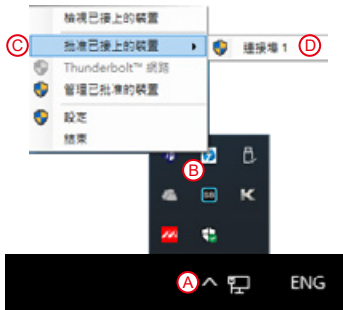 檢視已接上的裝置
C 批准已接上的裝置 連接埠 1 D
Thunderbolt™ 網路
管理已批准的裝置
設定
結束
B
SB K
A ENG